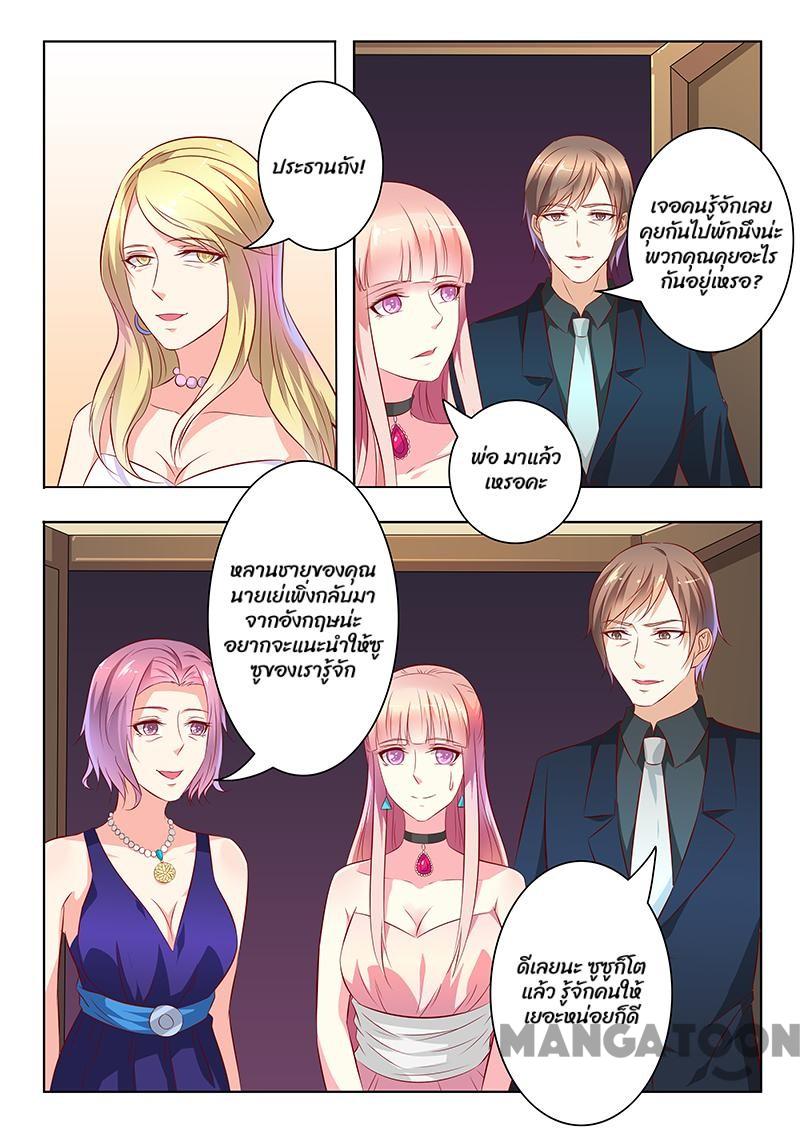 ประธานถัง!
เจอคนรู้จักเลย
คุยกันไปพักนึงน่ะ
พวกคุณคุยอะไร
กันอยู่เหรอ?
พ่อ มาแล้ว
เหรอคะ
หลานชายของคุณ
นายเย่เพิ่งกลับมา
จากอังกฤษน่ะ
อยากจะแนะนำให้ซู
ซูของเรารู้จัก
ดีเลยนะ ซูซูก็โต
แล้ว รู้จักคนให้
เยอะหน่อยก็ดี
MANGATOON